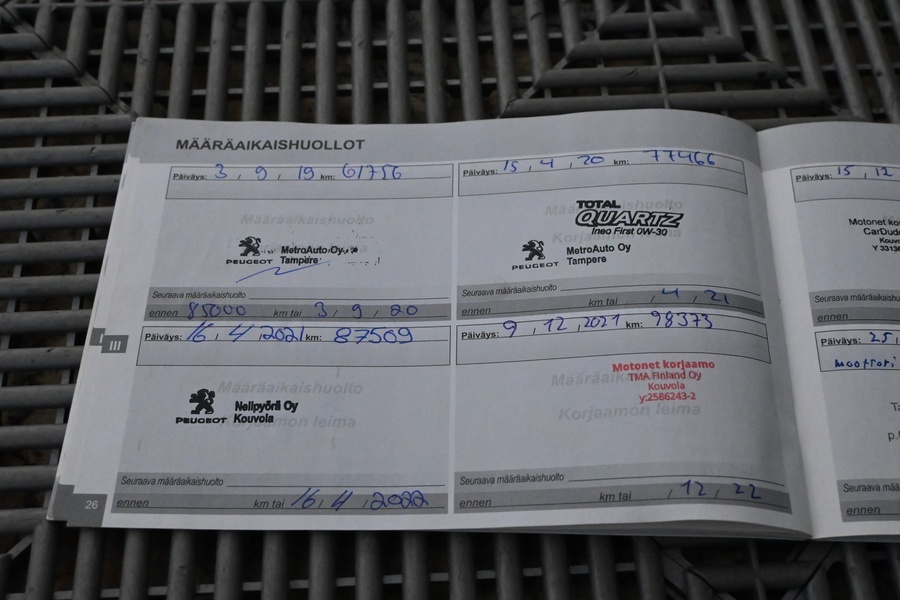 MÄÄRÄAIKAISHUOLLOT
Päiväys: 3 , 9 , 19 km: 61756
Määräaikaishuolto
PEUGEOT MetroAuto Oy
Tampere
Seuraava määräaikaishuolto
ennen 85000 km tai 3 , 9 , 20
Päiväys: 15 , 4 , 20 km: 77466
TOTAL
QUARTZ
Ineo First 0W-30
PEUGEOT MetroAuto Oy
Tampere
Seuraava määräaikaishuolto
ennen km tai , 4 , 21
Päiväys: 16 , 4 , 2021 km: 87509
Määräaikaishuolto
PEUGEOT Nelipyörä Oy
Kouvola
Korjaamon leima
Seuraava määräaikaishuolto
ennen km tai 16 , 4 , 2022
Päiväys: 9 , 12 , 2021 km: 98373
Motonet korjaamo
TMA Finland Oy
Kouvola
y:2586243-2
Korjaamon leima
Seuraava määräaikaishuolto
ennen km tai , 12 , 22
III
26
Päiväys: 15 , 12
Motonet
Seuraava
ennen
Päiväys: 25 ,
moottori
Seuraava
ennen